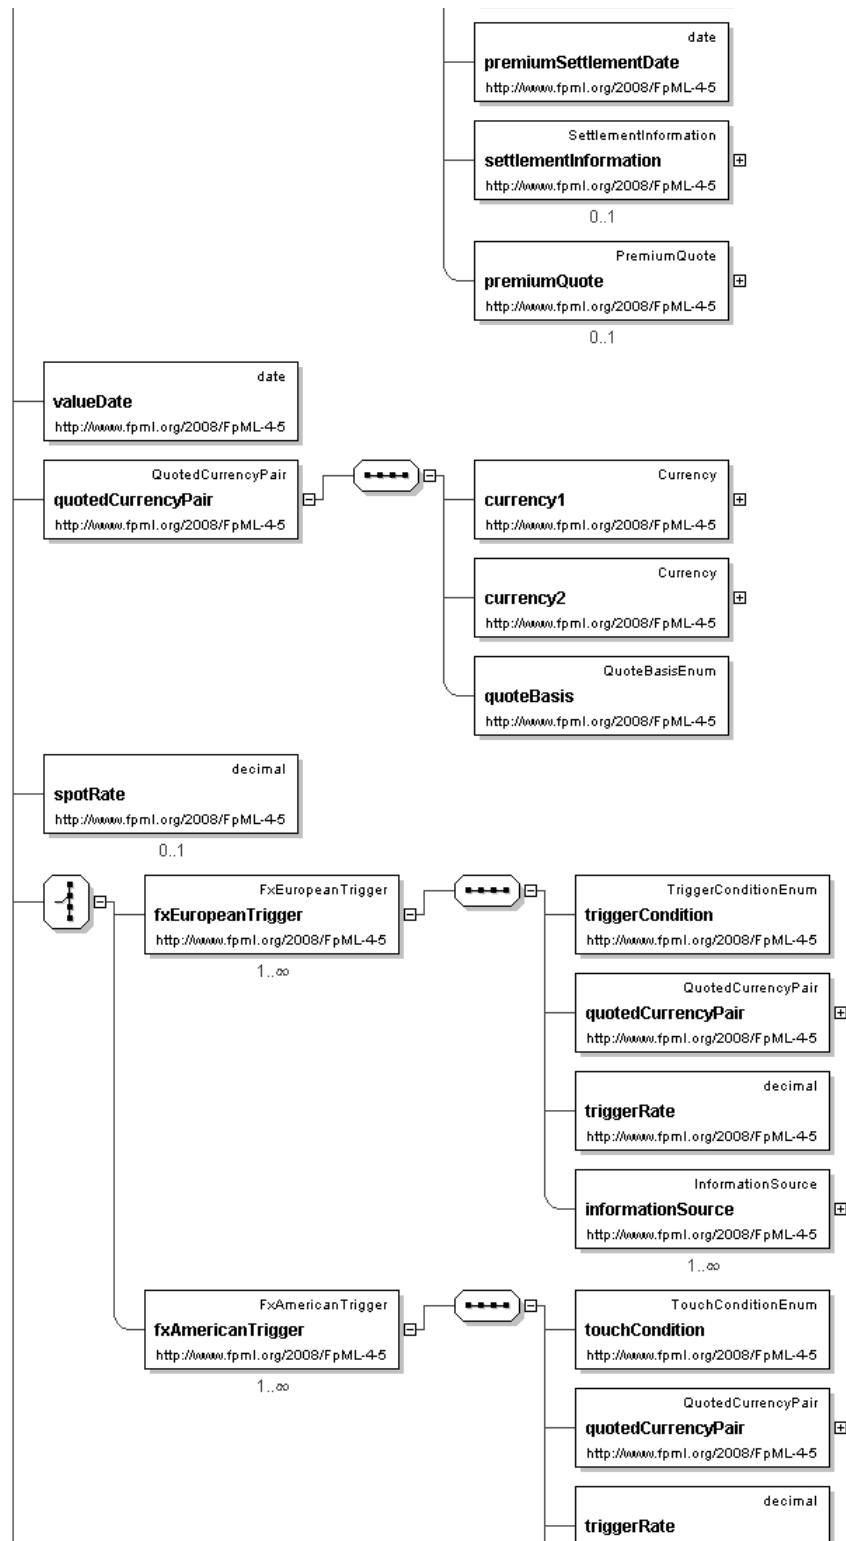 date
premiumSettlementDate
http://www.fpml.org/2008/FpML-4-5
SettlementInformation
settlementInformation
http://www.fpml.org/2008/FpML-4-5
0..1
PremiumQuote
premiumQuote
http://www.fpml.org/2008/FpML-4-5
0..1
date
valueDate
http://www.fpml.org/2008/FpML-4-5
QuotedCurrencyPair
quotedCurrencyPair
http://www.fpml.org/2008/FpML-4-5
Currency
currency1
http://www.fpml.org/2008/FpML-4-5
Currency
currency2
http://www.fpml.org/2008/FpML-4-5
QuoteBasisEnum
quoteBasis
http://www.fpml.org/2008/FpML-4-5
decimal
spotRate
http://www.fpml.org/2008/FpML-4-5
0..1
FxEuropeanTrigger
fxEuropeanTrigger
http://www.fpml.org/2008/FpML-4-5
1..∞
TriggerConditionEnum
triggerCondition
http://www.fpml.org/2008/FpML-4-5
QuotedCurrencyPair
quotedCurrencyPair
http://www.fpml.org/2008/FpML-4-5
decimal
triggerRate
http://www.fpml.org/2008/FpML-4-5
InformationSource
informationSource
http://www.fpml.org/2008/FpML-4-5
1..∞
FxAmericanTrigger
fxAmericanTrigger
http://www.fpml.org/2008/FpML-4-5
1..∞
TouchConditionEnum
touchCondition
http://www.fpml.org/2008/FpML-4-5
QuotedCurrencyPair
quotedCurrencyPair
http://www.fpml.org/2008/FpML-4-5
decimal
triggerRate